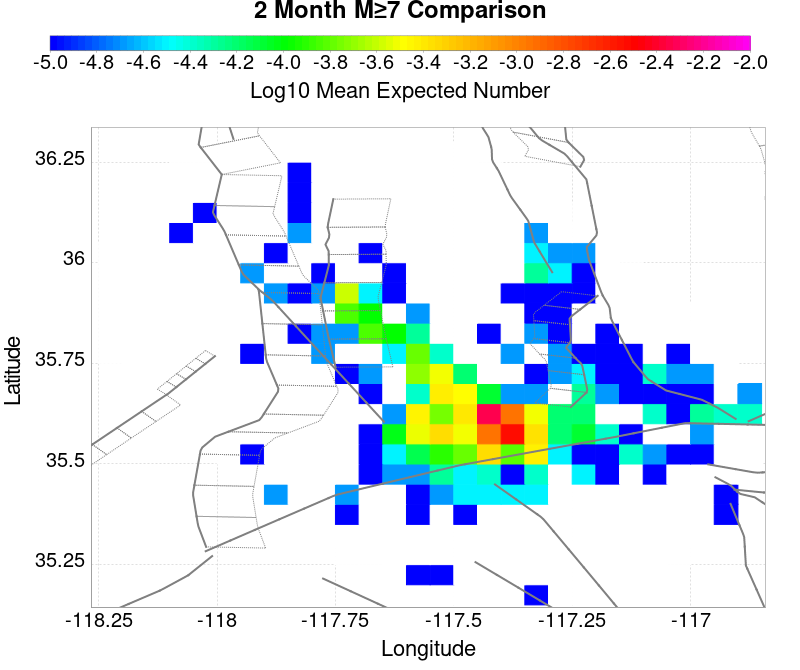 2 Month M≥7 Comparison
-5.0 -4.8 -4.6 -4.4 -4.2 -4.0 -3.8 -3.6 -3.4 -3.2 -3.0 -2.8 -2.6 -2.4 -2.2 -2.0
Log10 Mean Expected Number
36.25
36
35.75
35.5
35.25
Latitude
-118.25 -118 -117.75 -117.5 -117.25 -117
Longitude